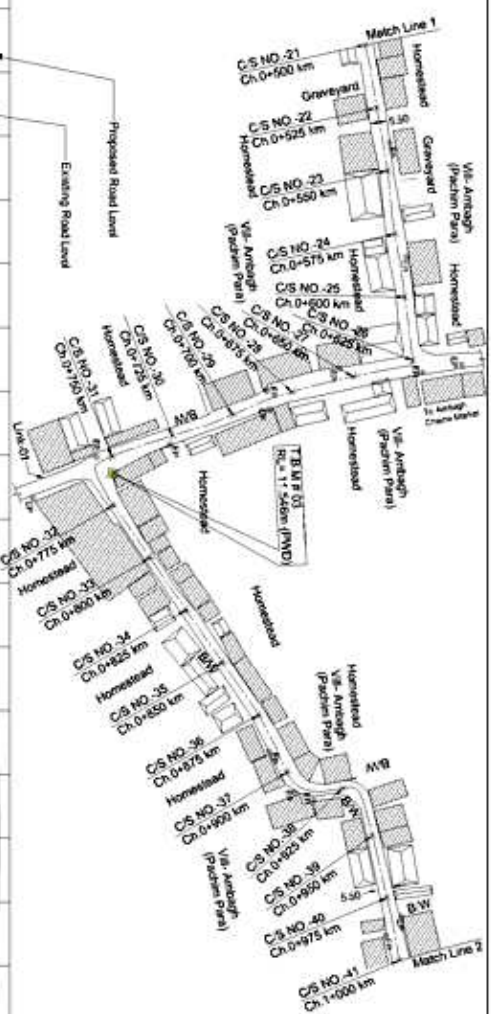 Match Line 1
C/S NO -21
Ch.0+500 km
Homestead
Graveyard
C/S NO -22
Ch.0+525 km
5.50
Homestead
Graveyard
Vill- Ambagh
(Pachim Para)
C/S NO -23
Ch.0+550 km
C/S NO -24
Ch.0+575 km
Homestead
Homestead
C/S NO -25
Ch.0+600 km
Vill- Ambagh
(Pachim Para)
C/S NO -26
Ch.0+625 km
C/S NO -27
Ch.0+650 km
C/S NO -28
Ch.0+675 km
C/S NO -29
Ch.0+700 km
C/S NO -30
Ch.0+725 km
Homestead
C/S NO -31
Ch.0+750 km
Proposed Road Level
Existing Road Level
To Ambagh
Vill- Ambagh
(Pachim Para)
Homestead
B/W
Homestead
T.B.M # 03
(PWD)
Link-01
C/S NO -32
Ch.0+775 km
Homestead
C/S NO -33
Ch.0+800 km
Homestead
C/S NO -34
Ch.0+825 km
Homestead
B/W
C/S NO -35
Ch.0+850 km
C/S NO -36
Ch.0+875 km
Homestead
Homestead
Vill- Ambagh
(Pachim Para)
C/S NO -37
Ch.0+900 km
B/W
B/W
Vill- Ambagh
(Pachim Para)
C/S NO -38
Ch.0+925 km
C/S NO -39
Ch.0+950 km
5.50
C/S NO -40
Ch.0+975 km
B/W
C/S NO -41
Ch.1+000 km
Match Line 2